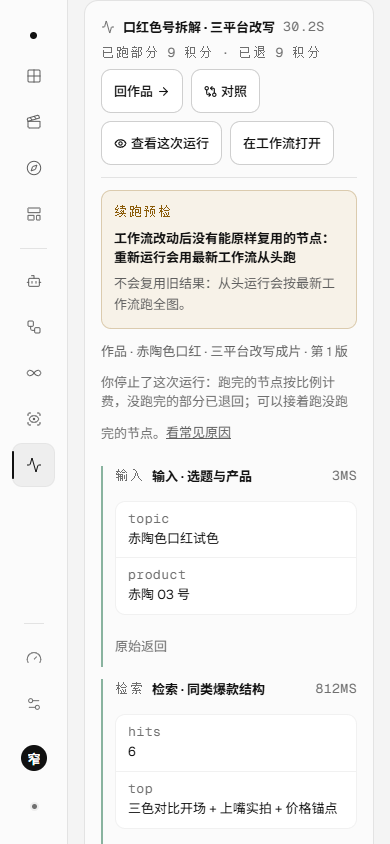 口红色号拆解 · 三平台改写 30.2S
已跑部分 9 积分 · 已退 9 积分
回作品 → 对照
查看这次运行 在工作流打开
续跑预检
工作流改动后没有能原样复用的节点：
重新运行会用最新工作流从头跑
不会复用旧结果：从头运行会按最新工
作流跑全图。
作品 · 赤陶色口红 · 三平台改写成片 · 第 1 版
你停止了这次运行：跑完的节点按比例计
费，没跑完的部分已退回；可以接着跑没跑
完的节点。看常见原因
输入 输入 · 选题与产品 3MS
topic
赤陶色口红试色
product
赤陶 03 号
原始返回
检索 检索 · 同类爆款结构 812MS
hits
6
top
三色对比开场 + 上嘴实拍 + 价格锚点
窄